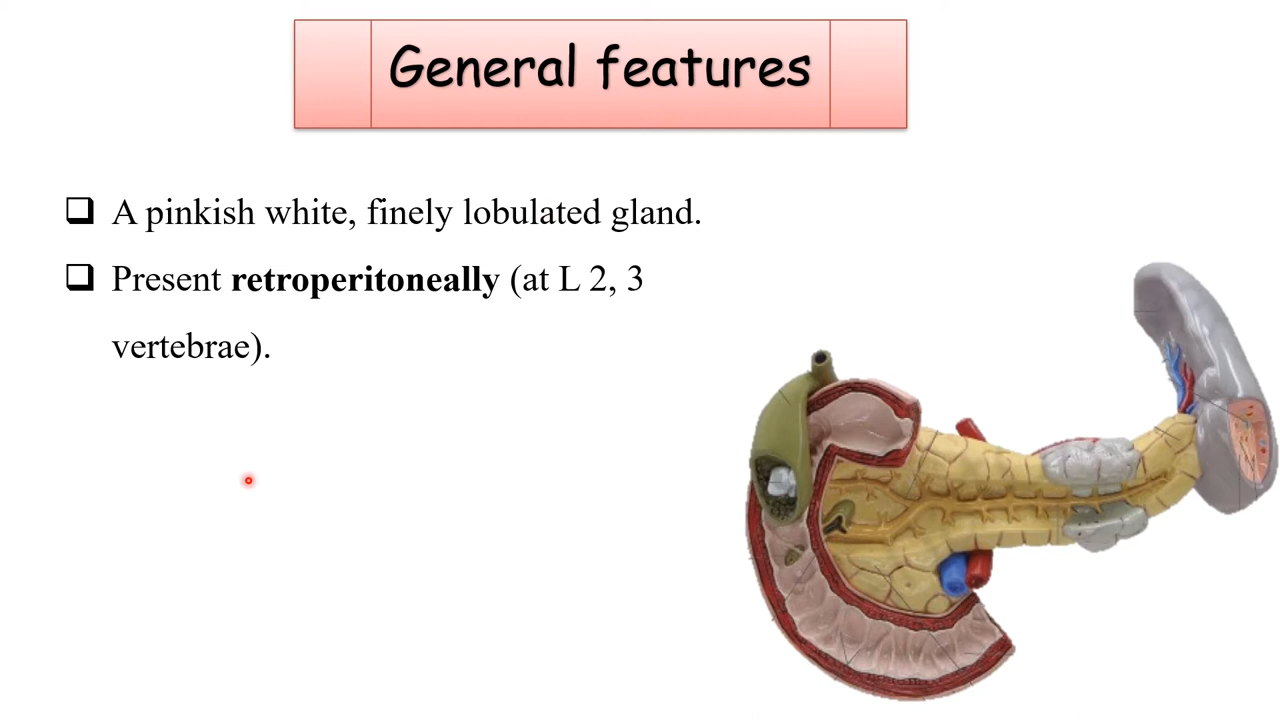 General features
❑ A pinkish white, finely lobulated gland.
❑ Present retroperitoneally (at L 2, 3
vertebrae).